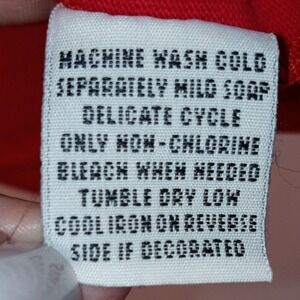 MACHINE WASH COLD
SEPARATELY MILD SOAP
DELICATE CYCLE
ONLY NON-CHLORINE
BLEACH WHEN NEEDED
TUMBLE DRY LOW
COOL IRON ON REVERSE
SIDE IF DECORATED